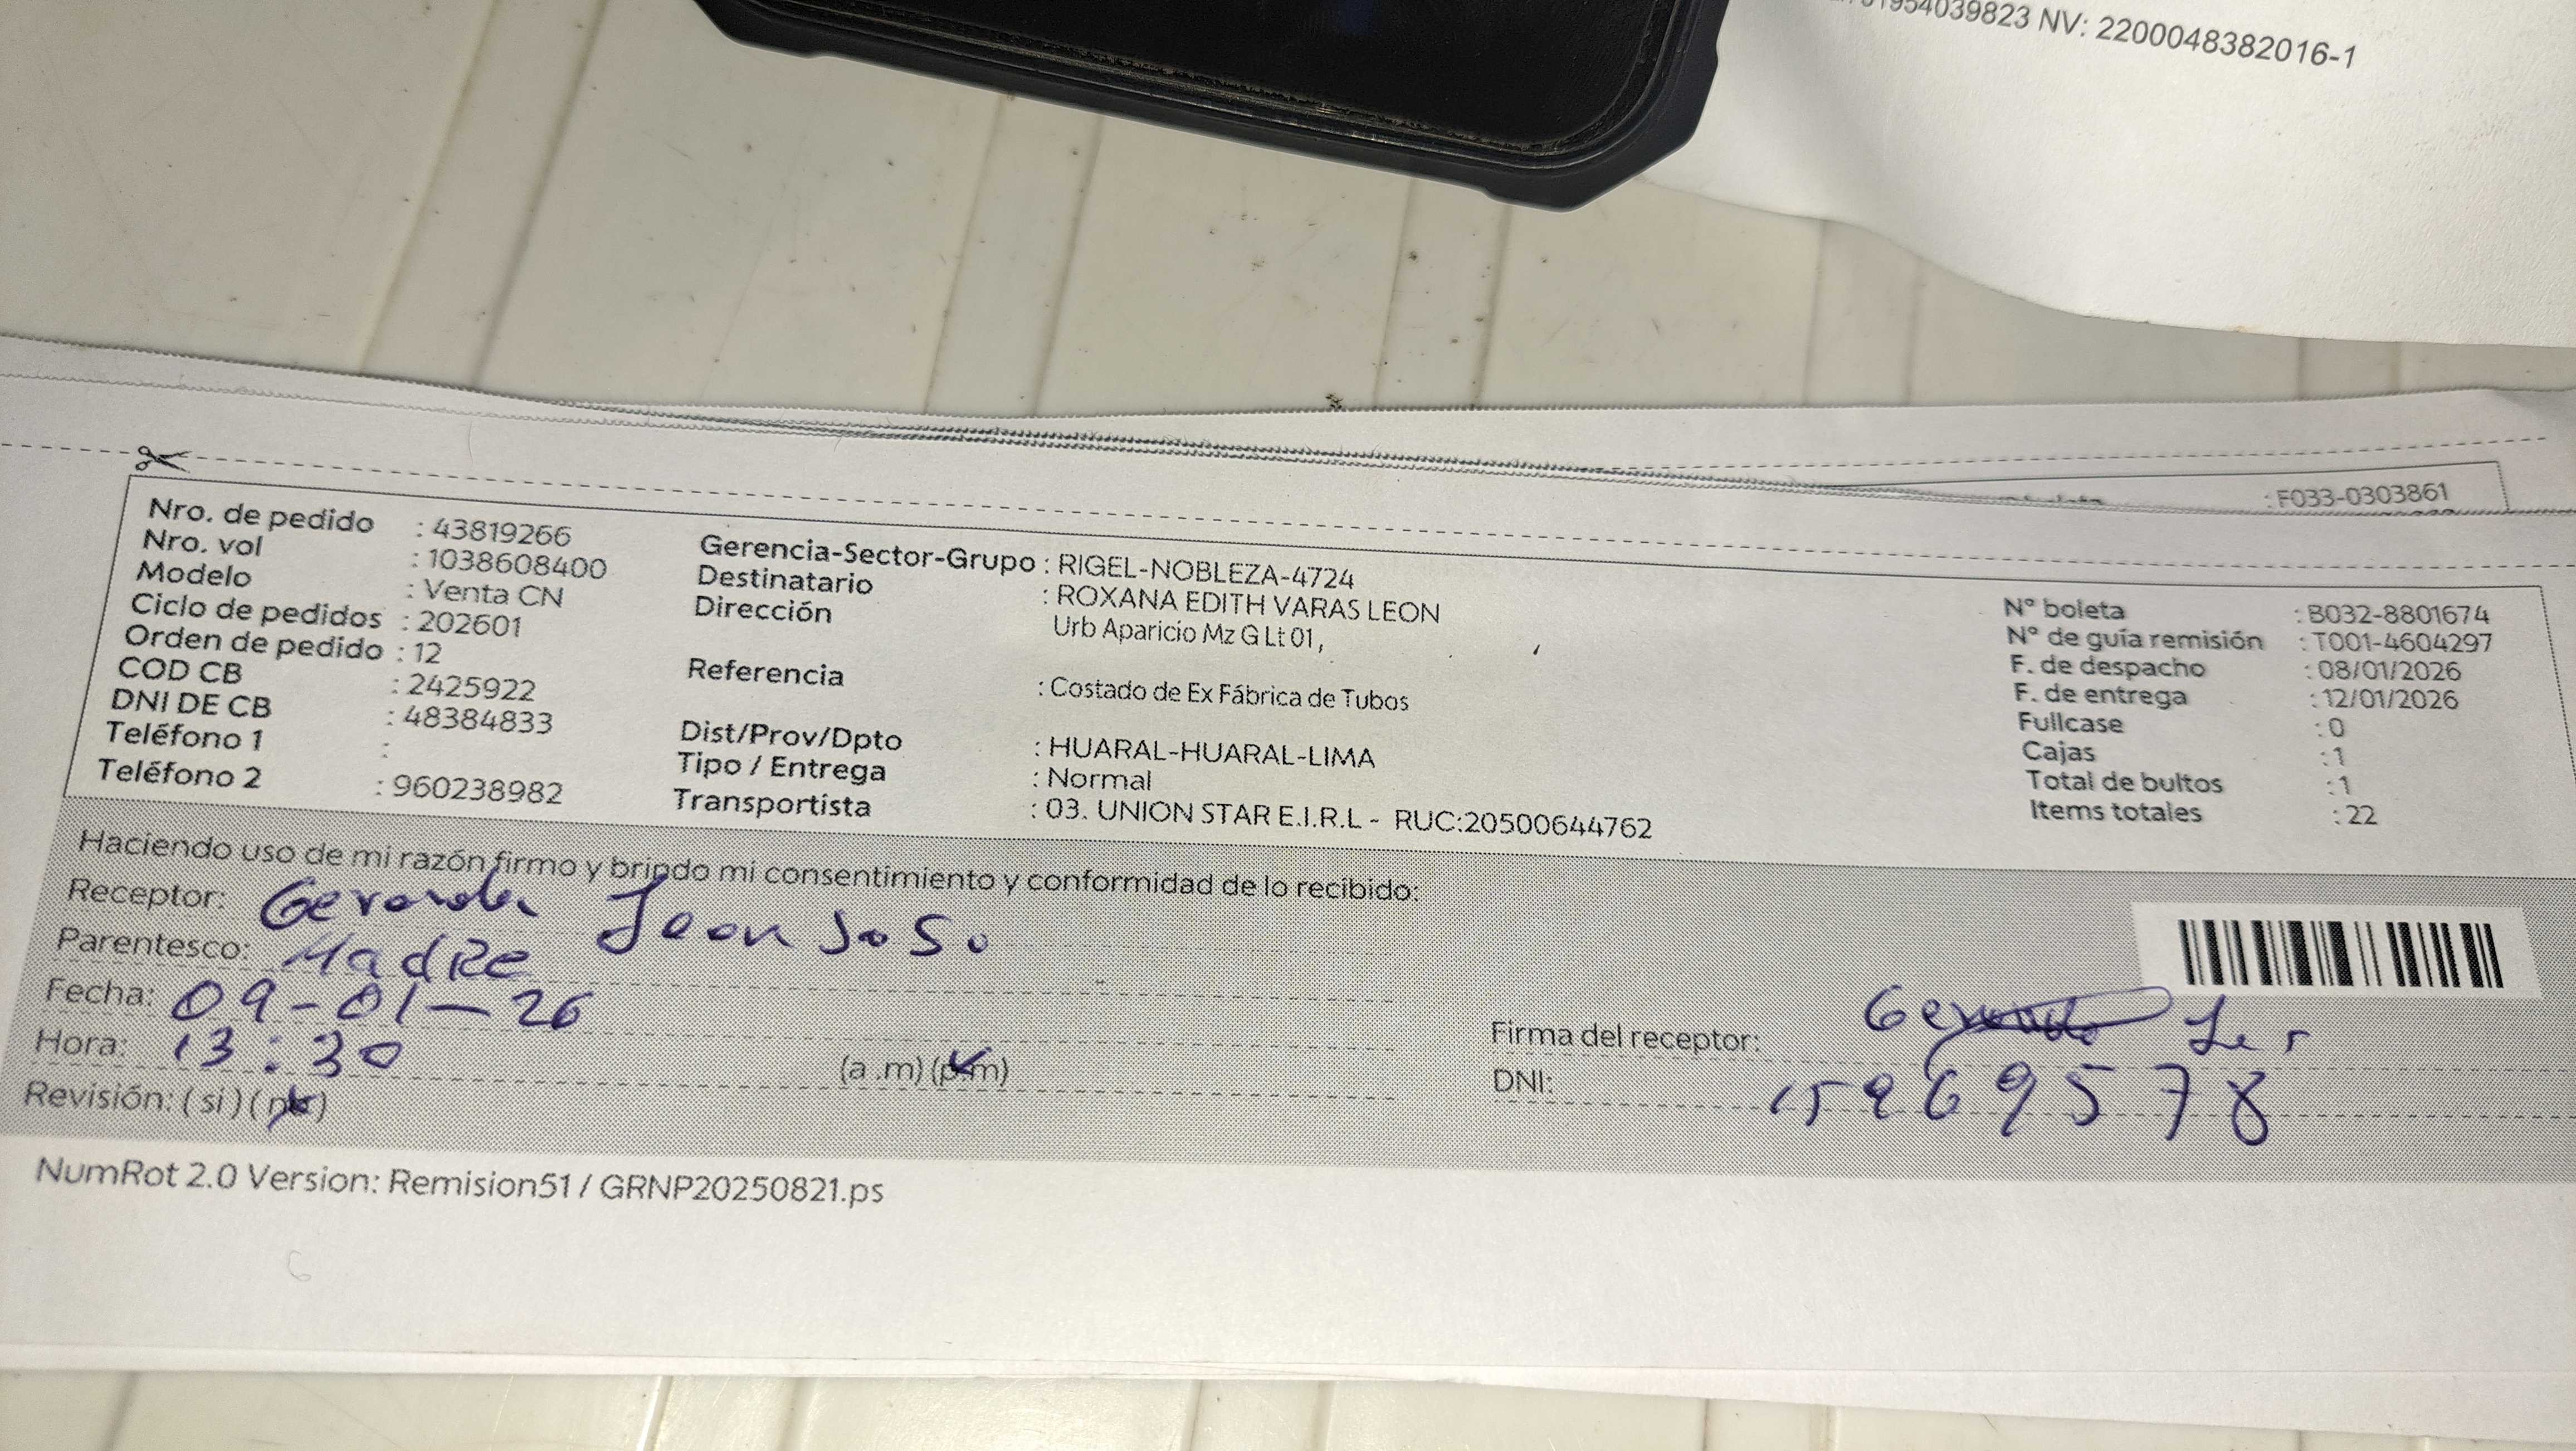 954039823 NV: 2200048382016-1
: F033-0303861
Nro. de pedido : 43819266
Nro. vol : 1038608400
Modelo : Venta CN
Ciclo de pedidos : 202601
Orden de pedido : 12
COD CB : 2425922
DNI DE CB : 48384833
Teléfono 1 :
Teléfono 2 : 960238982
Gerencia-Sector-Grupo : RIGEL-NOBLEZA-4724
Destinatario : ROXANA EDITH VARAS LEON
Dirección Urb Aparicio Mz G Lt 01,
Referencia : Costado de Ex Fábrica de Tubos
Dist/Prov/Dpto : HUARAL-HUARAL-LIMA
Tipo / Entrega : Normal
Transportista : 03. UNION STAR E.I.R.L - RUC:20500644762
N° boleta : B032-8801674
N° de guía remisión : T001-4604297
F. de despacho : 08/01/2026
F. de entrega : 12/01/2026
Fullcase : 0
Cajas : 1
Total de bultos : 1
Items totales : 22
Haciendo uso de mi razón firmo y brindo mi consentimiento y conformidad de lo recibido:
Receptor: Leon SoSo
Parentesco: MadRe
Fecha: 09-01-26
Hora: 13:30 (a.m) (p.m)
Revisión: (si) (no)
Firma del receptor:
DNI: 15969578
NumRot 2.0 Version: Remision51 / GRNP20250821.ps